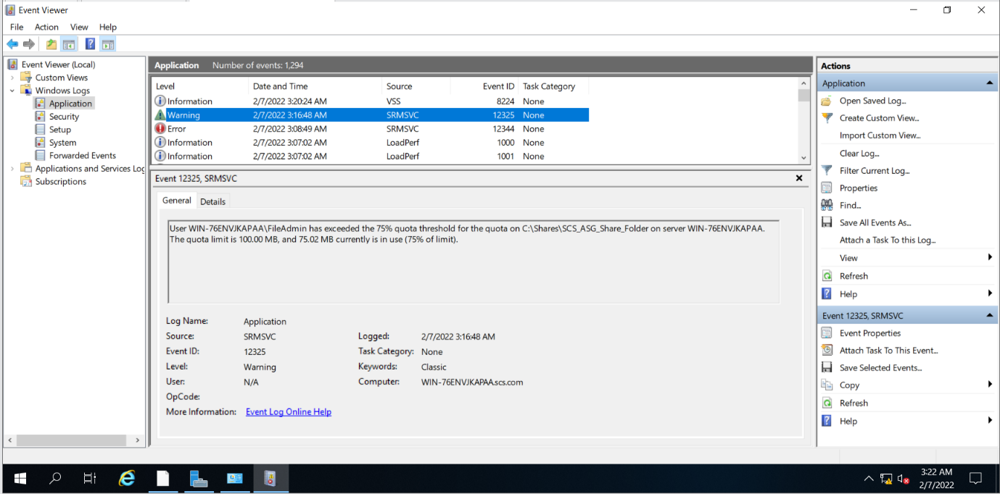 Event Viewer
File Action View Help
Event Viewer (Local)
Custom Views
Windows Logs
Application
Security
Setup
System
Forwarded Events
Applications and Services Log
Subscriptions
Application Number of events: 1,294
Level Date and Time Source Event ID Task Category
Information 2/7/2022 3:20:24 AM VSS 8224 None
Warning 2/7/2022 3:16:48 AM SRMSVC 12325 None
Error 2/7/2022 3:08:49 AM SRMSVC 12344 None
Information 2/7/2022 3:07:02 AM LoadPerf 1000 None
Information 2/7/2022 3:07:02 AM LoadPerf 1001 None
Event 12325, SRMSVC
General Details
User WIN-76ENVJKAPAA\FileAdmin has exceeded the 75% quota threshold for the quota on C:\Shares\SCS_ASG_Share_Folder on server WIN-76ENVJKAPAA.
The quota limit is 100.00 MB, and 75.02 MB currently is in use (75% of limit).
Log Name: Application
Source: SRMSVC Logged: 2/7/2022 3:16:48 AM
Event ID: 12325 Task Category: None
Level: Warning Keywords: Classic
User: N/A Computer: WIN-76ENVJKAPAA.scs.com
OpCode:
More Information: Event Log Online Help
Actions
Application
Open Saved Log...
Create Custom View...
Import Custom View...
Clear Log...
Filter Current Log...
Properties
Find...
Save All Events As...
Attach a Task To this Log...
View
Refresh
Help
Event 12325, SRMSVC
Event Properties
Attach Task To This Event...
Save Selected Events...
Copy
Refresh
Help
3:22 AM
2/7/2022